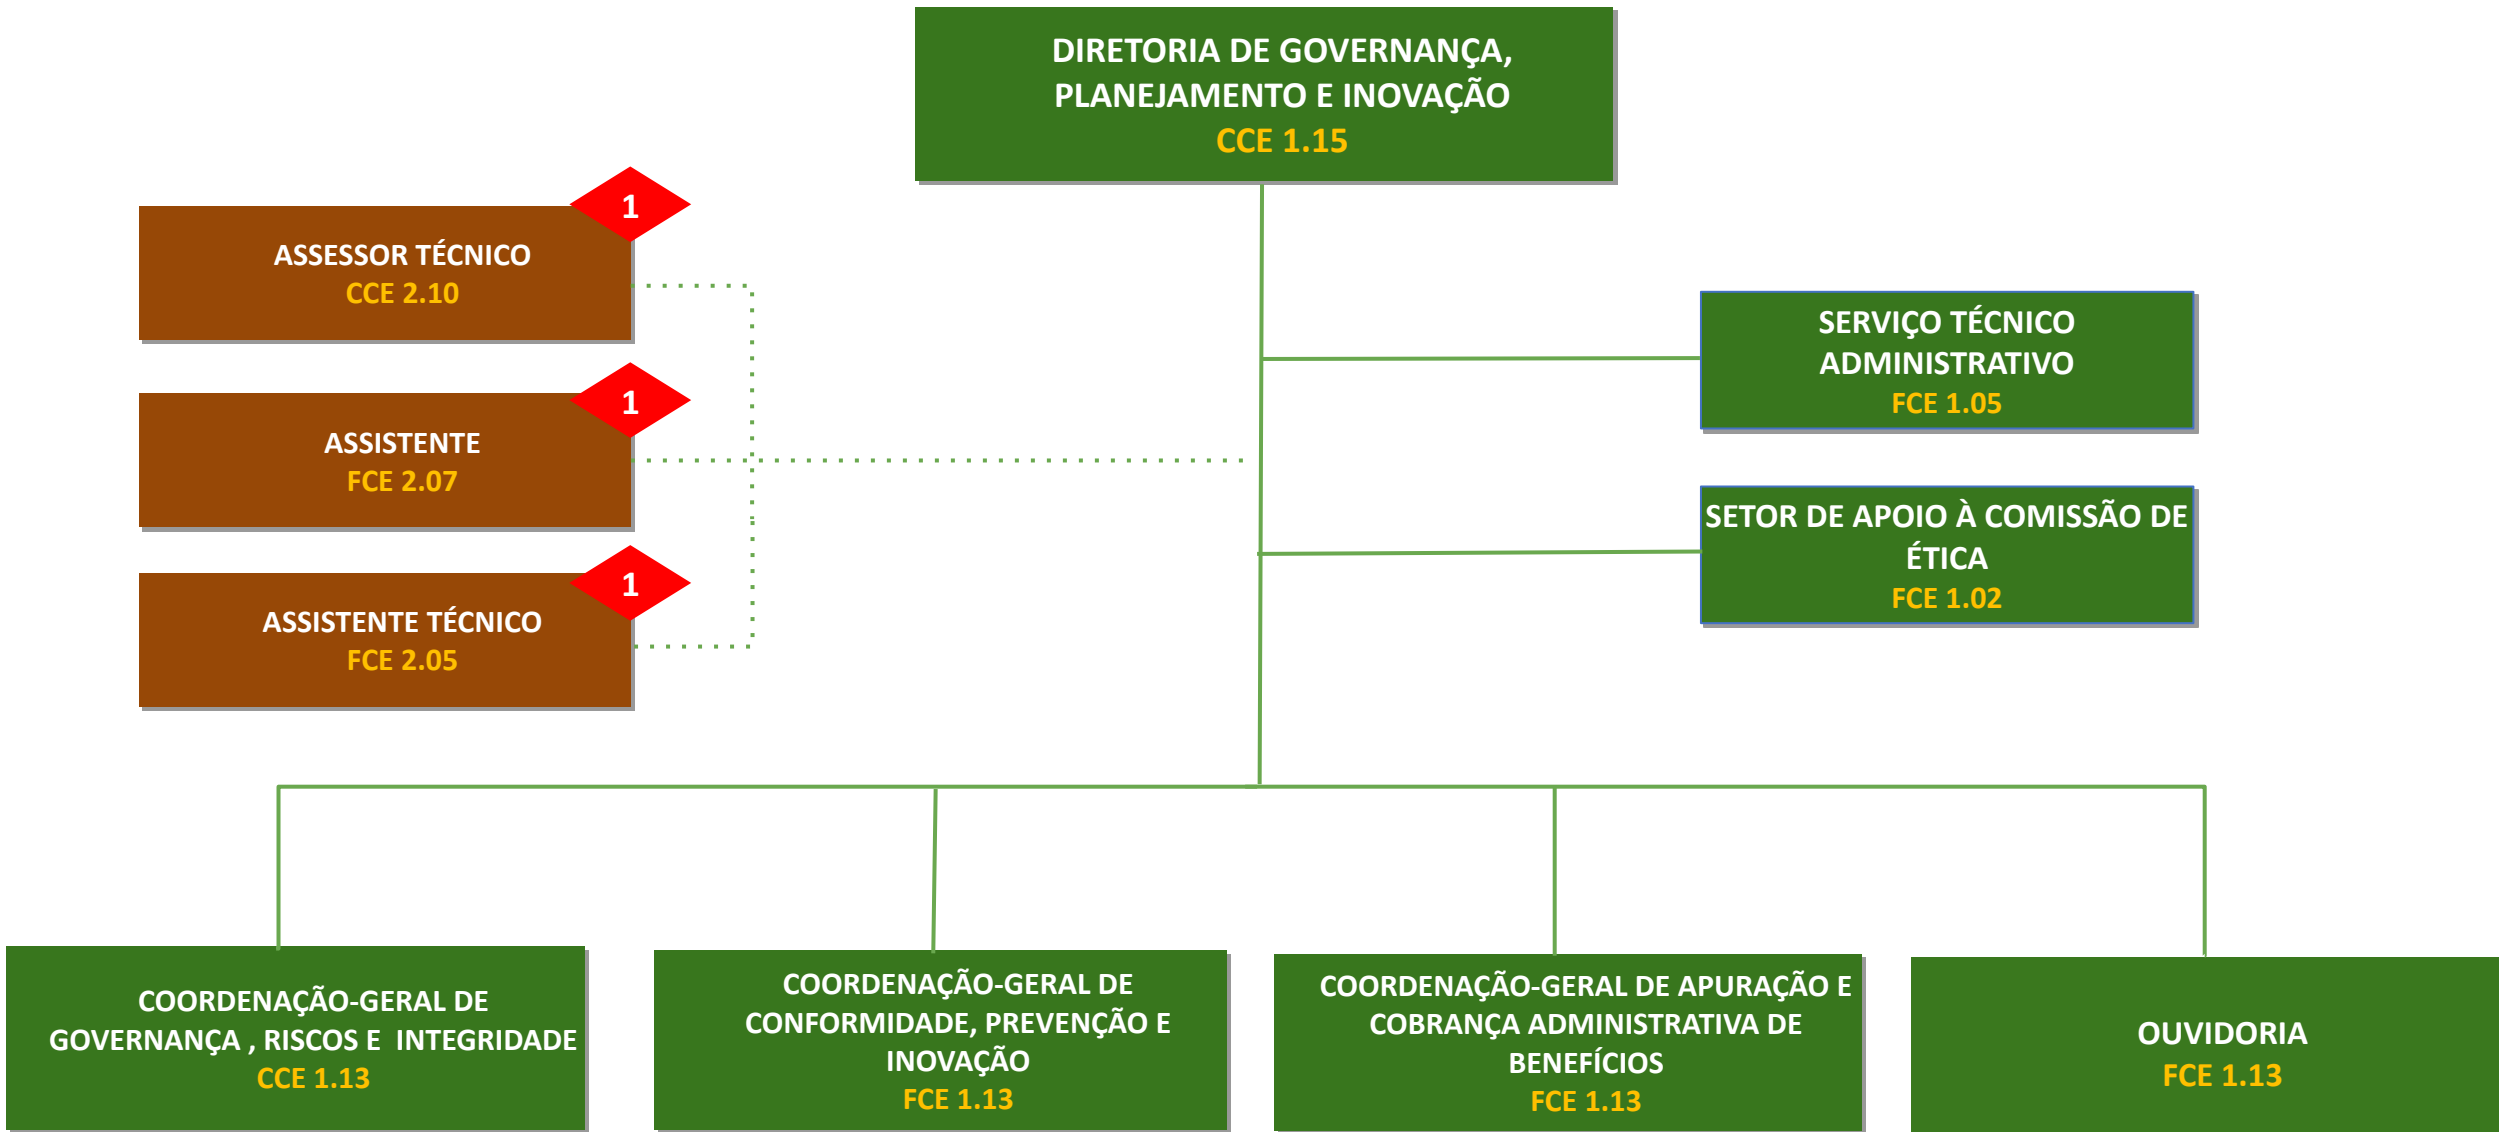 DIRETORIA DE GOVERNANÇA,
PLANEJAMENTO E INOVAÇÃO
CCE 1.15
1
ASSESSOR TÉCNICO
CCE 2.10
1
ASSISTENTE
FCE 2.07
1
ASSISTENTE TÉCNICO
FCE 2.05
SERVIÇO TÉCNICO
ADMINISTRATIVO
FCE 1.05
SETOR DE APOIO À COMISSÃO DE
ÉTICA
FCE 1.02
COORDENAÇÃO-GERAL DE
GOVERNANÇA , RISCOS E  INTEGRIDADE
CCE 1.13
COORDENAÇÃO-GERAL DE
CONFORMIDADE, PREVENÇÃO E
INOVAÇÃO
FCE 1.13
COORDENAÇÃO-GERAL DE APURAÇÃO E
COBRANÇA ADMINISTRATIVA DE
BENEFÍCIOS
FCE 1.13
OUVIDORIA
FCE 1.13